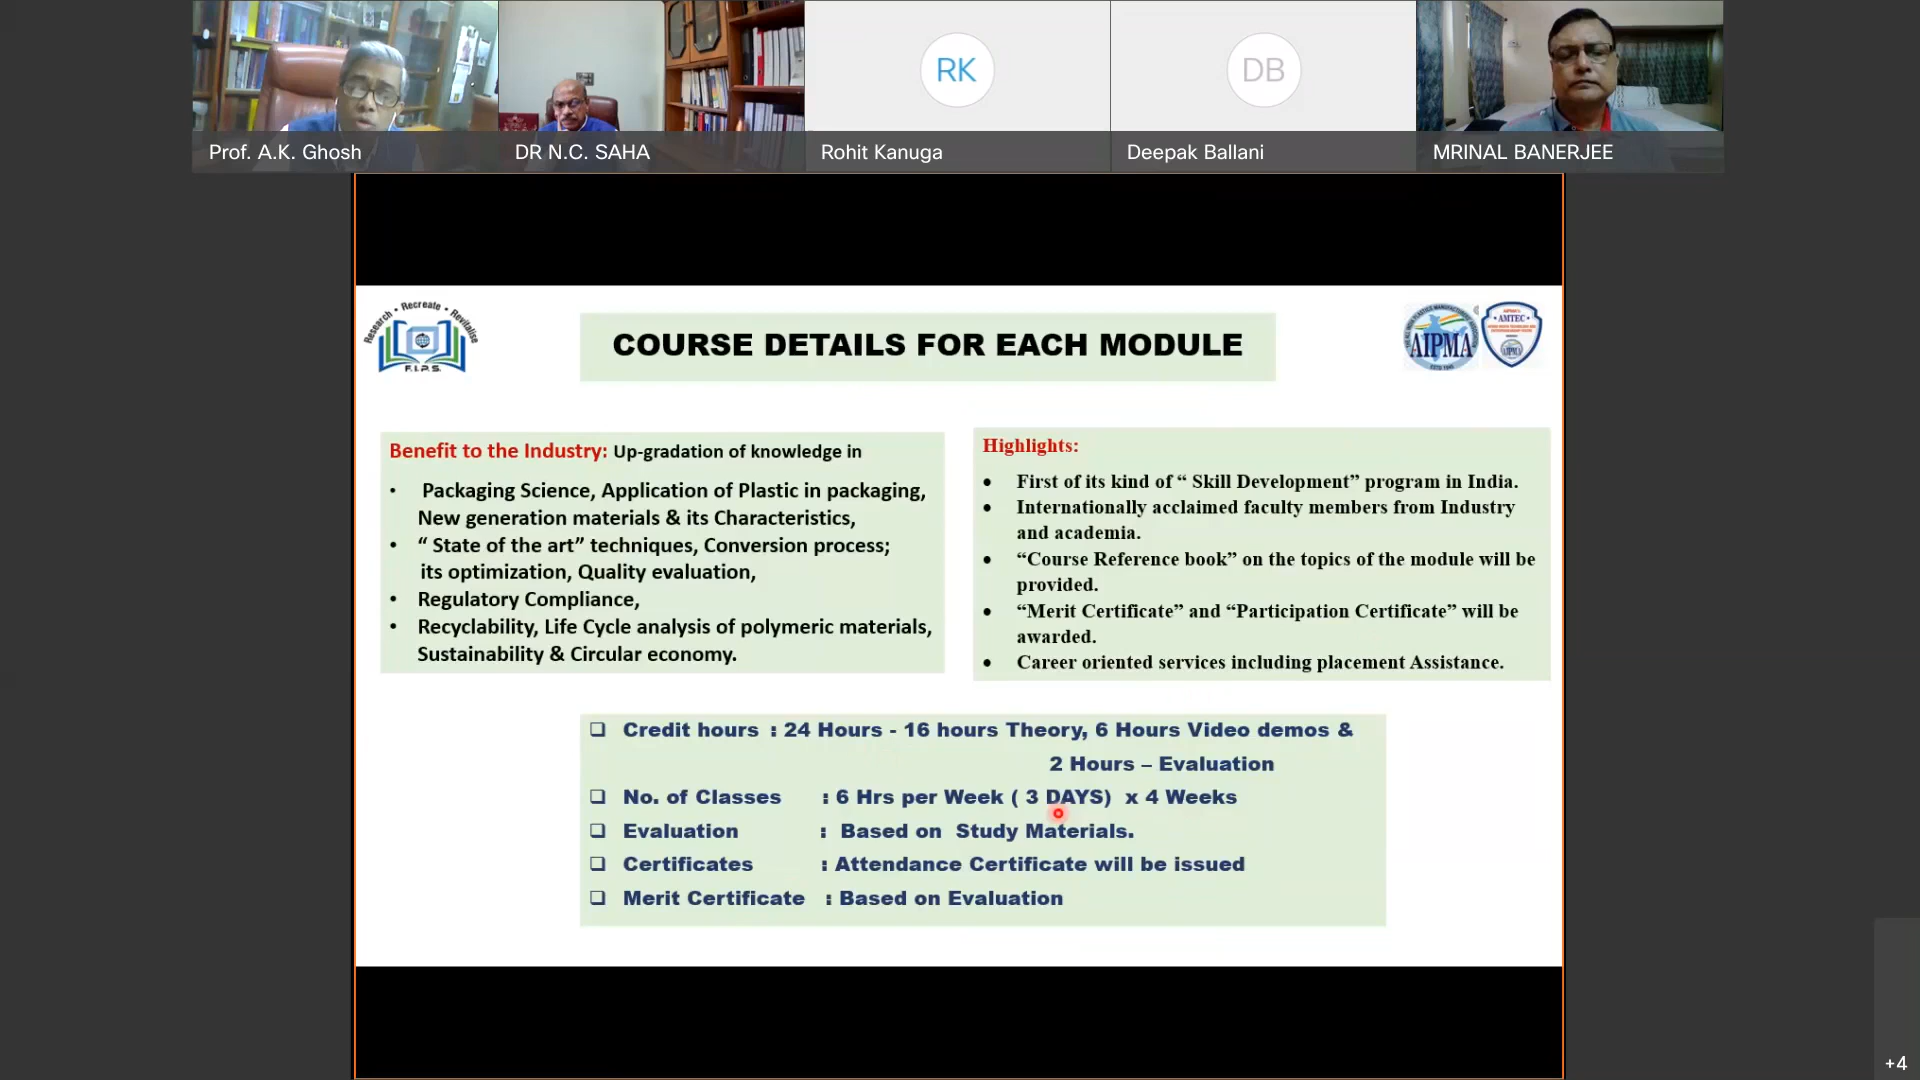 RK
DB
Prof. A.K. Ghosh
DR N.C. SAHA
Rohit Kanuga
Deepak Ballani
MRINAL BANERJEE
Research • Recreate • Revitalise
F.I.P.S.
COURSE DETAILS FOR EACH MODULE
AIPMA
AMTEC
AIPMA
Benefit to the Industry: Up-gradation of knowledge in
• Packaging Science, Application of Plastic in packaging,
New generation materials & its Characteristics,
• “ State of the art” techniques, Conversion process;
its optimization, Quality evaluation,
• Regulatory Compliance,
• Recyclability, Life Cycle analysis of polymeric materials,
Sustainability & Circular economy.
Highlights:
• First of its kind of “ Skill Development” program in India.
• Internationally acclaimed faculty members from Industry
and academia.
• “Course Reference book” on the topics of the module will be
provided.
• “Merit Certificate” and “Participation Certificate” will be
awarded.
• Career oriented services including placement Assistance.
❑ Credit hours : 24 Hours - 16 hours Theory, 6 Hours Video demos &
2 Hours – Evaluation
❑ No. of Classes : 6 Hrs per Week ( 3 DAYS) x 4 Weeks
❑ Evaluation : Based on Study Materials.
❑ Certificates : Attendance Certificate will be issued
❑ Merit Certificate : Based on Evaluation
+4